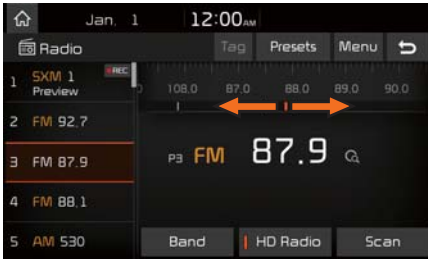 Jan. 1 12:00 AM
Radio Tag Presets Menu
1 SXM 1 REC
Preview
108.0 87.0 88.0 89.0 90.0
2 FM 92.7
3 FM 87.9
P3 FM 87.9
4 FM 88.1
5 AM 530
Band HD Radio Scan